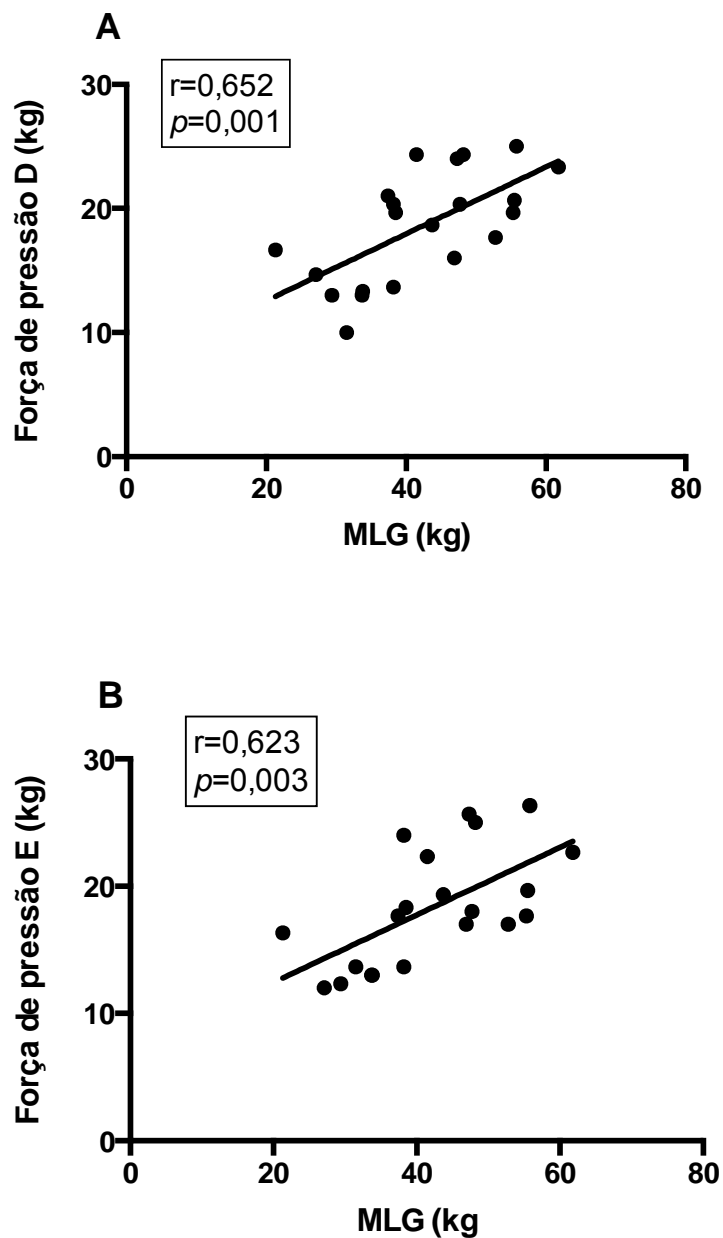 A
r=0,652
p=0,001
Força de pressão D (kg)
30
20
10
0
0 20 40 60 80
MLG (kg)
B
r=0,623
p=0,003
Força de pressão E (kg)
30
20
10
0
0 20 40 60 80
MLG (kg